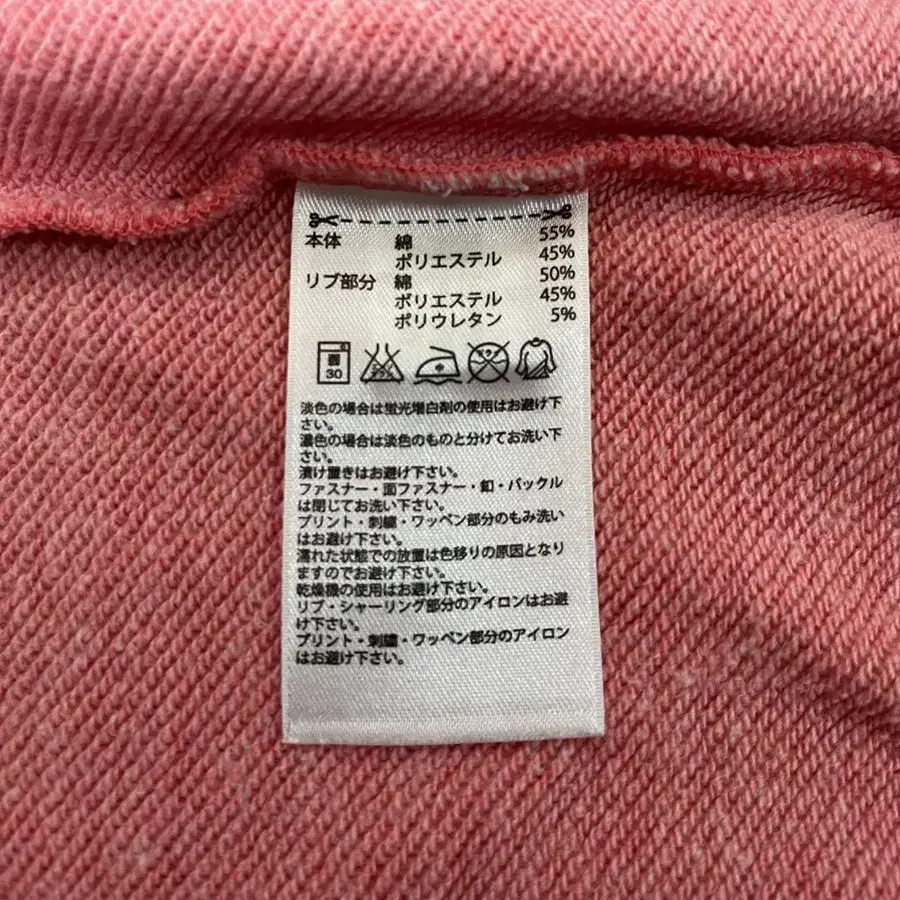 本体 綿 55%
ポリエステル 45%
リブ部分 綿 50%
ポリエステル 45%
ポリウレタン 5%
30 中
淡色の場合は蛍光増白剤の使用はお避け下
さい。
濃色の場合は淡色のものと分けてお洗い下
さい。
漬け置きはお避け下さい。
ファスナー・面ファスナー・釦・バックル
は閉じてお洗い下さい。
プリント・刺繍・ワッペン部分のもみ洗い
はお避け下さい。
濡れた状態での放置は色移りの原因となり
ますのでお避け下さい。
乾燥機の使用はお避け下さい。
リブ・シャーリング部分のアイロンはお避
け下さい。
プリント・刺繍・ワッペン部分のアイロン
はお避け下さい。